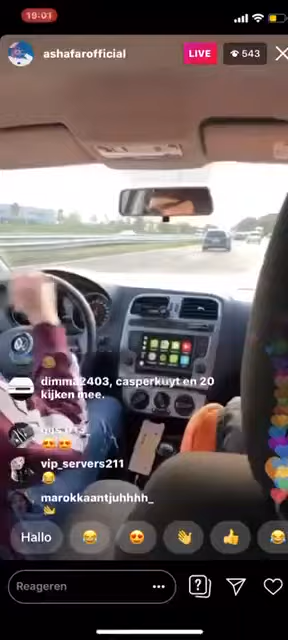 19:01
ashafarofficial
LIVE
543
dimma2403, casperkuyt en 20
kijken mee.
vip_servers211
marokkaantjuhhhh_
Hallo
Reageren